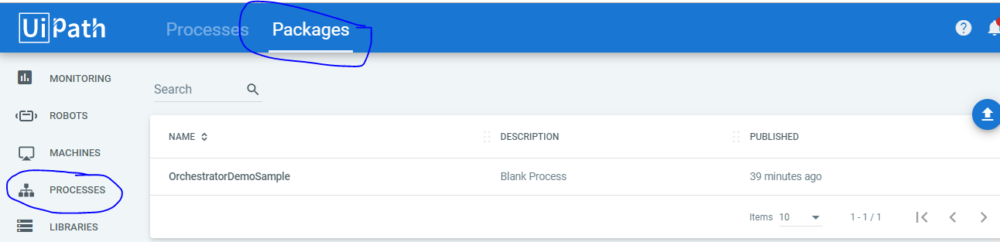 UiPath Processes Packages
MONITORING
ROBOTS
MACHINES
PROCESSES
LIBRARIES
Search
NAME DESCRIPTION PUBLISHED
OrchestratorDemoSample Blank Process 39 minutes ago
Items 10 1 - 1 / 1